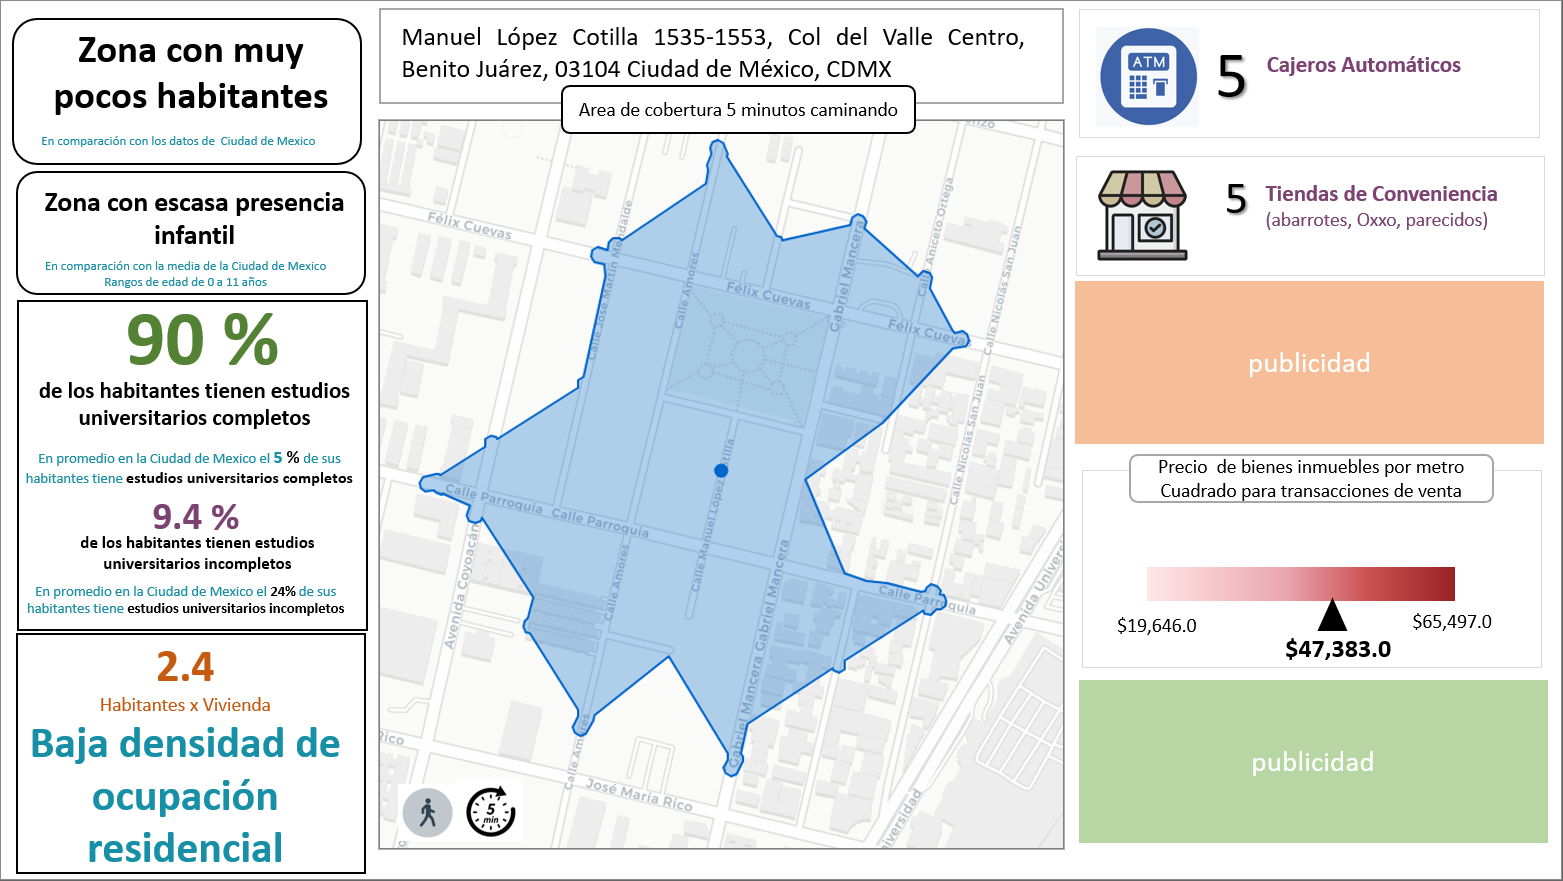 Zona con muy
pocos habitantes
En comparación con los datos de Ciudad de Mexico
Zona con escasa presencia
infantil
En comparación con la media de la Ciudad de Mexico
Rangos de edad de 0 a 11 años
90 %
de los habitantes tienen estudios
universitarios completos
En promedio en la Ciudad de Mexico el 5 % de sus
habitantes tiene estudios universitarios completos
9.4 %
de los habitantes tienen estudios
universitarios incompletos
En promedio en la Ciudad de Mexico el 24% de sus
habitantes tiene estudios universitarios incompletos
2.4
Habitantes x Vivienda
Baja densidad de
ocupación
residencial
Manuel López Cotilla 1535-1553, Col del Valle Centro,
Benito Juárez, 03104 Ciudad de México, CDMX
Area de cobertura 5 minutos caminando
Félix Cuevas
Calle Amores
Félix Cuevas
Gabriel Mancera
Félix Cuevas
Calle Aniceto Ortega
Calle Nicolás San Juan
Calle Nicolás San Juan
Calle Parroquia
Calle Parroquia
Calle Amores
Calle Manuel López Cotilla
Gabriel Mancera
Gabriel Mancera
Calle Parroquia
Avenida Coyoacán
Calle Amores
José María Rico
Rico
5
min
ATM
5
Cajeros Automáticos
5
Tiendas de Conveniencia
(abarrotes, Oxxo, parecidos)
publicidad
Precio de bienes inmuebles por metro
Cuadrado para transacciones de venta
$19,646.0
$65,497.0
$47,383.0
publicidad